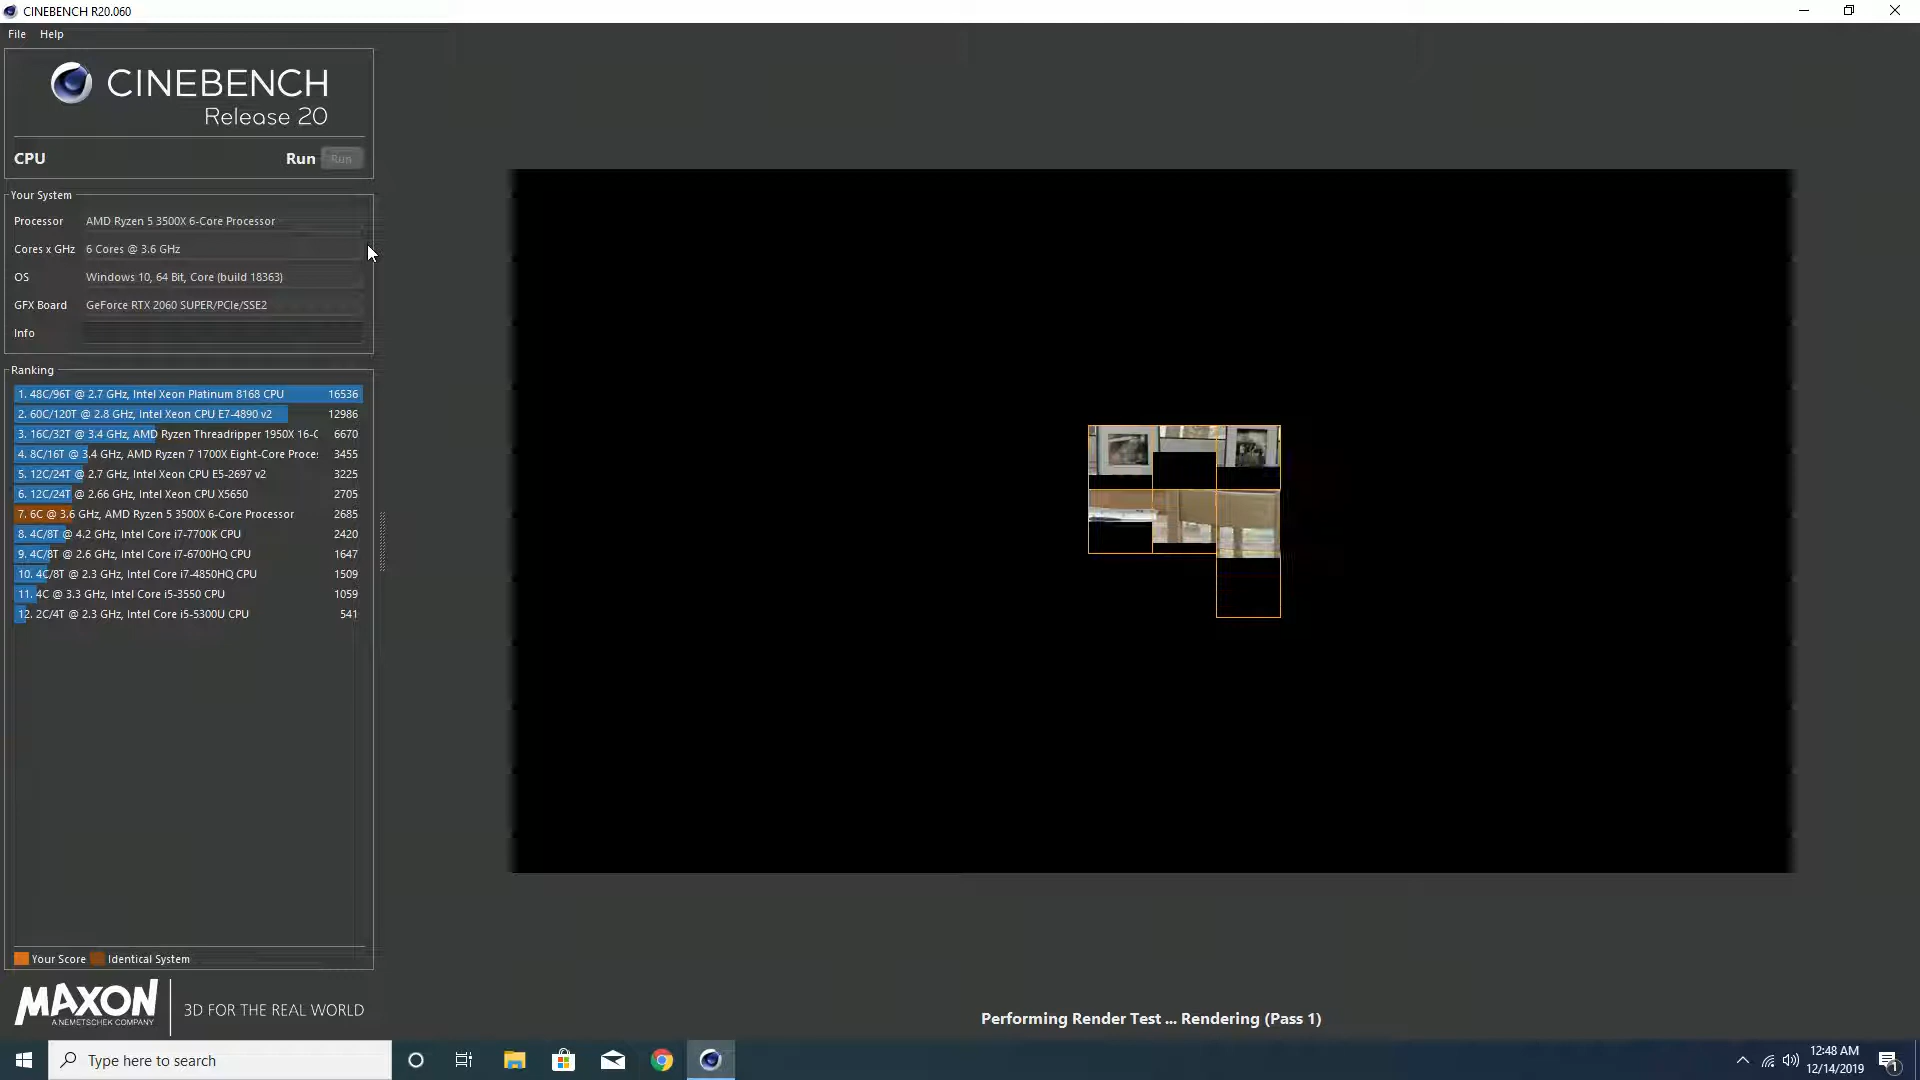 CINEBENCH R20.060
File Help
CINEBENCH
Release 20
CPU Run Run
Your System
Processor AMD Ryzen 5 3500X 6-Core Processor
Cores x GHz 6 Cores @ 3.6 GHz
OS Windows 10, 64 Bit, Core (build 18363)
GFX Board GeForce RTX 2060 SUPER/PCIe/SSE2
Info
Ranking
1. 48C/96T @ 2.7 GHz, Intel Xeon Platinum 8168 CPU 16536
2. 60C/120T @ 2.8 GHz, Intel Xeon CPU E7-4890 v2 12986
3. 16C/32T @ 3.4 GHz, AMD Ryzen Threadripper 1950X 16-C 6670
4. 8C/16T @ 3.4 GHz, AMD Ryzen 7 1700X Eight-Core Proce: 3455
5. 12C/24T @ 2.7 GHz, Intel Xeon CPU E5-2697 v2 3225
6. 12C/24T @ 2.66 GHz, Intel Xeon CPU X5650 2705
7. 6C @ 3.6 GHz, AMD Ryzen 5 3500X 6-Core Processor 2685
8. 4C/8T @ 4.2 GHz, Intel Core i7-7700K CPU 2420
9. 4C/8T @ 2.6 GHz, Intel Core i7-6700HQ CPU 1647
10. 4C/8T @ 2.3 GHz, Intel Core i7-4850HQ CPU 1509
11. 4C @ 3.3 GHz, Intel Core i5-3550 CPU 1059
12. 2C/4T @ 2.3 GHz, Intel Core i5-5300U CPU 541
Your Score Identical System
MAXON
A NEMETSCHEK COMPANY
3D FOR THE REAL WORLD
Performing Render Test ... Rendering (Pass 1)
Type here to search
12:48 AM
12/14/2019
1